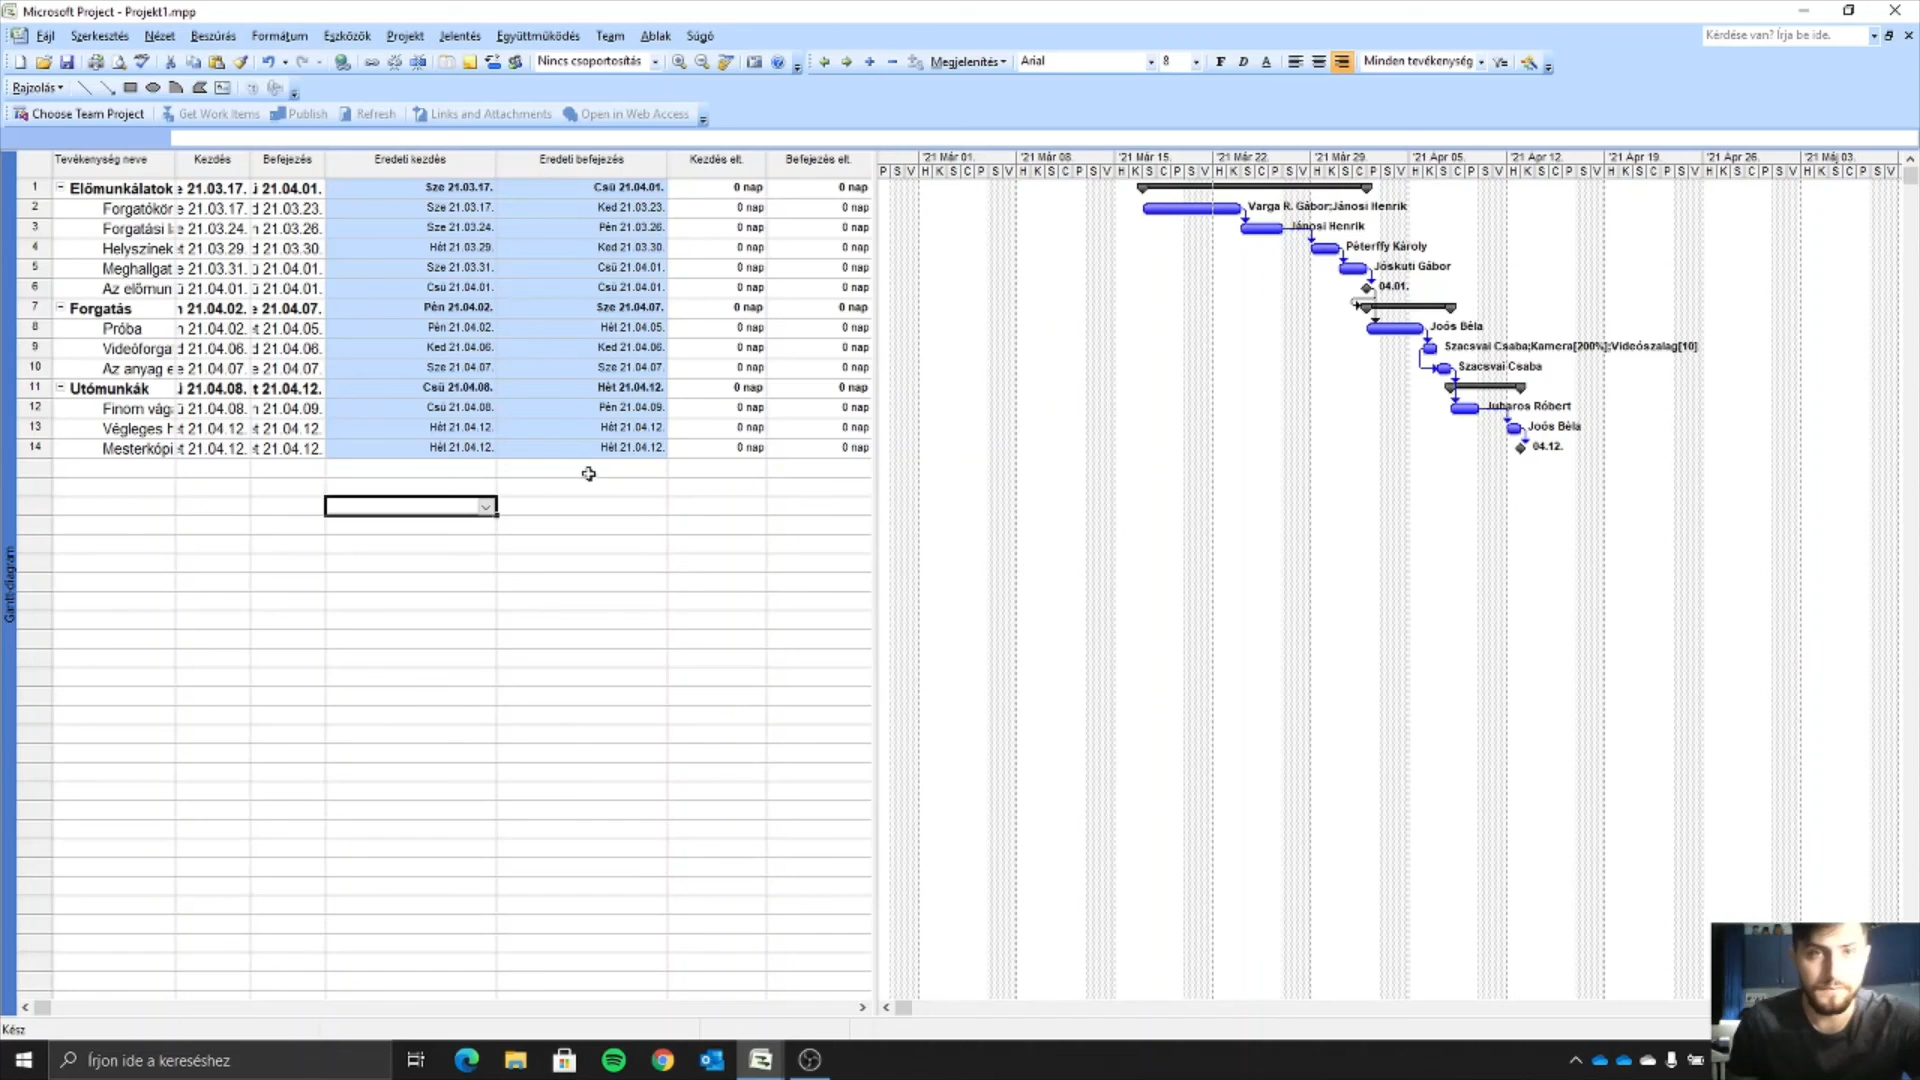 Microsoft Project - Projekt1.mpp
Fájl Szerkesztés Nézet Beszúrás Formátum Eszközök Projekt Jelentés Együttműködés Team Ablak Súgó Kérdése van? Írja be ide.
Nincs csoportosítás Megjelenítés Arial 8 F D A Minden tevékenység
Rajzolás
Choose Team Project Get Work Items Publish Refresh Links and Attachments Open in Web Access
Tevékenység neve Kezdés Befejezés Eredeti kezdés Eredeti befejezés Kezdés elt. Befejezés elt.
'21 Már 01. '21 Már 08. '21 Már 15. '21 Már 22. '21 Már 29. '21 Ápr 05. '21 Ápr 12. '21 Ápr 19. '21 Ápr 26. '21 Máj 03.
P S V H K S C P S V H K S C P S V H K S C P S V H K S C P S V H K S C P S V H K S C P S V H K S C P S V H K S C P S V H K S C P S V H K S C P S V
1 Előmunkálatok e 21.03.17. ü 21.04.01. Sze 21.03.17. Csü 21.04.01. 0 nap 0 nap
2 Forgatókör e 21.03.17. d 21.03.23. Sze 21.03.17. Ked 21.03.23. 0 nap 0 nap Varga R. Gábor;Jánosi Henrik
3 Forgatási e 21.03.24. n 21.03.26. Sze 21.03.24. Pén 21.03.26. 0 nap 0 nap Jánosi Henrik
4 Helyszínek t 21.03.29. d 21.03.30. Hét 21.03.29. Ked 21.03.30. 0 nap 0 nap Péterffy Károly
5 Meghallgat e 21.03.31. ü 21.04.01. Sze 21.03.31. Csü 21.04.01. 0 nap 0 nap Jóskuti Gábor
6 Az előmun ü 21.04.01. ü 21.04.01. Csü 21.04.01. Csü 21.04.01. 0 nap 0 nap 04.01.
7 Forgatás n 21.04.02. e 21.04.07. Pén 21.04.02. Sze 21.04.07. 0 nap 0 nap
8 Próba n 21.04.02. t 21.04.05. Pén 21.04.02. Hét 21.04.05. 0 nap 0 nap Joós Béla
9 Videóforga d 21.04.06. d 21.04.06. Ked 21.04.06. Ked 21.04.06. 0 nap 0 nap Szacsvai Csaba;Kamera[200%];Videószalag[10]
10 Az anyag e e 21.04.07. e 21.04.07. Sze 21.04.07. Sze 21.04.07. 0 nap 0 nap Szacsvai Csaba
11 Utómunkák ü 21.04.08. t 21.04.12. Csü 21.04.08. Hét 21.04.12. 0 nap 0 nap
12 Finom vág ü 21.04.08. n 21.04.09. Csü 21.04.08. Pén 21.04.09. 0 nap 0 nap Juharos Róbert
13 Végleges t 21.04.12. t 21.04.12. Hét 21.04.12. Hét 21.04.12. 0 nap 0 nap Joós Béla
14 Mesterkópi t 21.04.12. t 21.04.12. Hét 21.04.12. Hét 21.04.12. 0 nap 0 nap 04.12.
Gantt-diagram
Kész
Írjon ide a kereséshez